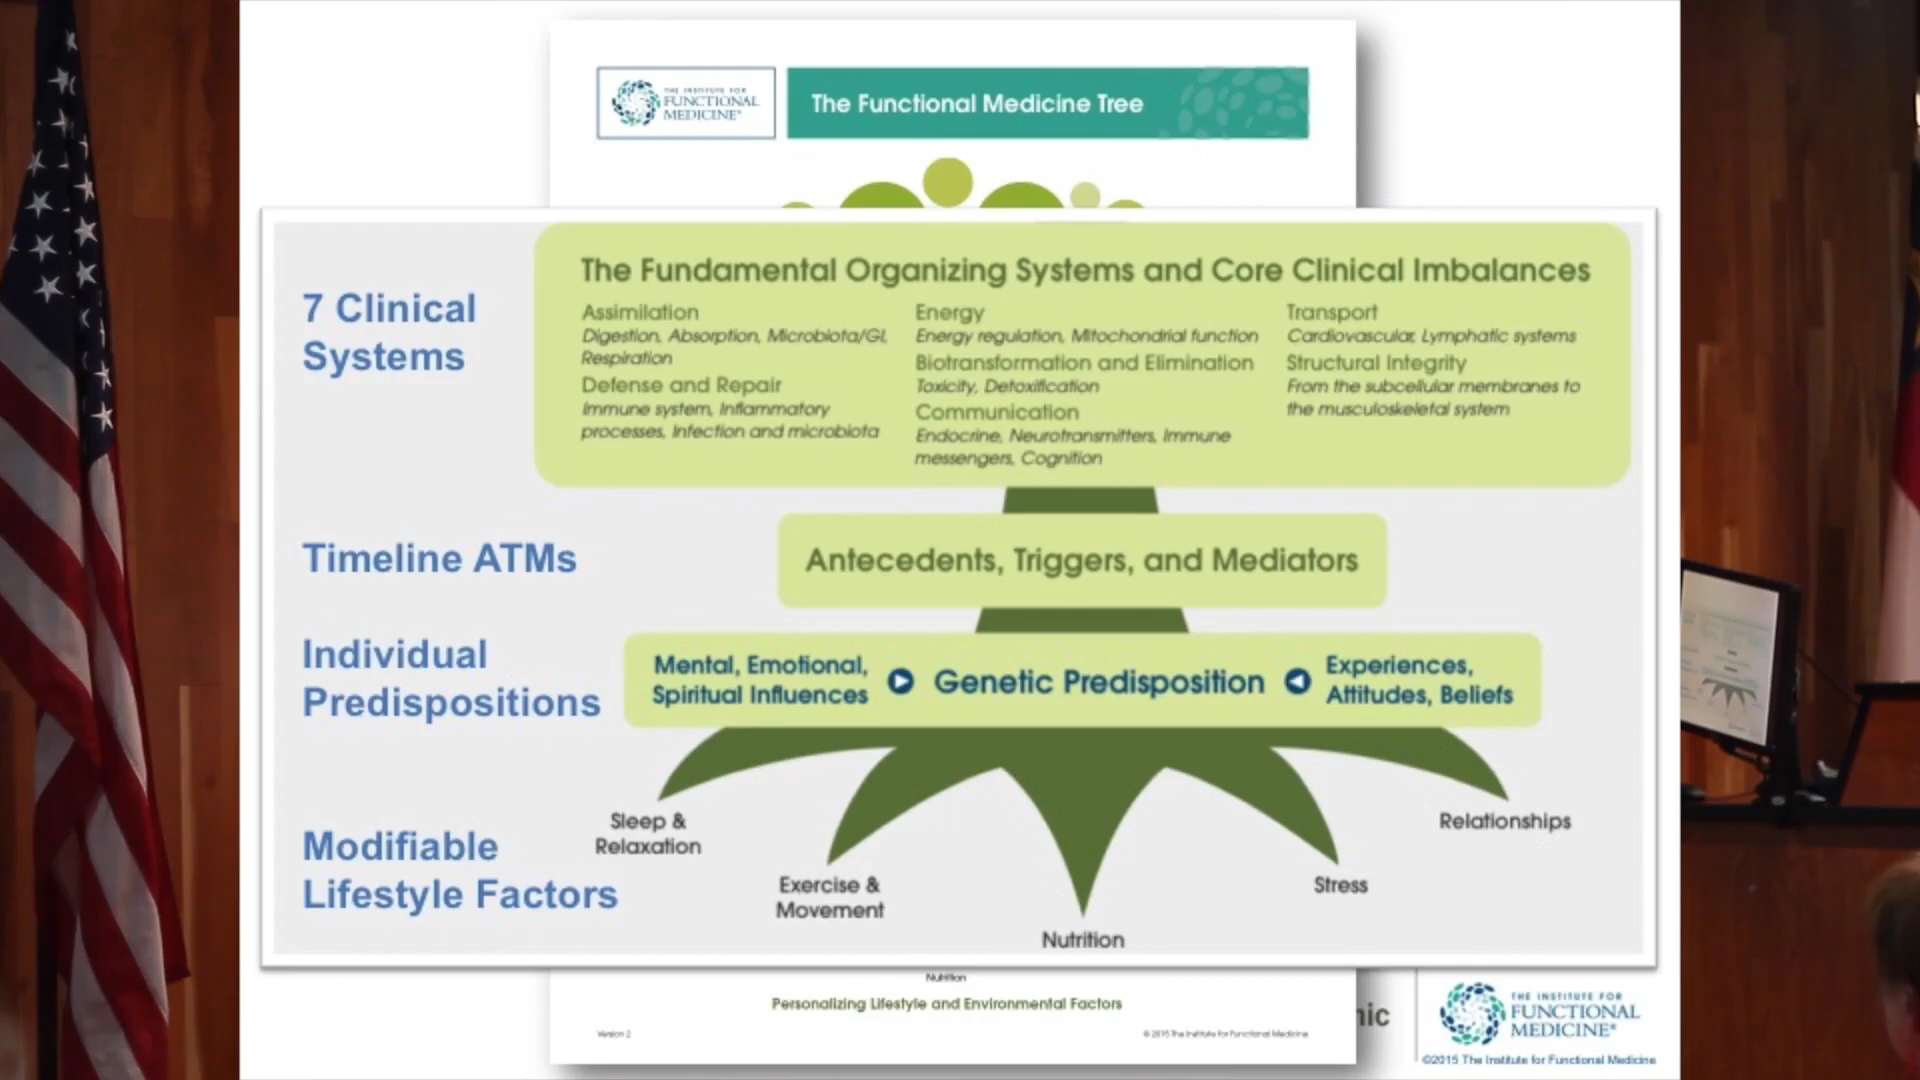 THE INSTITUTE FOR
FUNCTIONAL
MEDICINE®
The Functional Medicine Tree
7 Clinical
Systems
The Fundamental Organizing Systems and Core Clinical Imbalances
Assimilation
Digestion, Absorption, Microbiota/GI,
Respiration
Defense and Repair
Immune system, Inflammatory
processes, Infection and microbiota
Energy
Energy regulation, Mitochondrial function
Biotransformation and Elimination
Toxicity, Detoxification
Communication
Endocrine, Neurotransmitters, Immune
messengers, Cognition
Transport
Cardiovascular, Lymphatic systems
Structural Integrity
From the subcellular membranes to
the musculoskeletal system
Timeline ATMs
Antecedents, Triggers, and Mediators
Individual
Predispositions
Mental, Emotional,
Spiritual Influences
Genetic Predisposition
Experiences,
Attitudes, Beliefs
Modifiable
Lifestyle Factors
Sleep &
Relaxation
Exercise &
Movement
Nutrition
Stress
Relationships
Nutrition
Personalizing Lifestyle and Environmental Factors
Version 2
© 2015 The Institute for Functional Medicine
nic
THE INSTITUTE FOR
FUNCTIONAL
MEDICINE®
©2015 The Institute for Functional Medicine